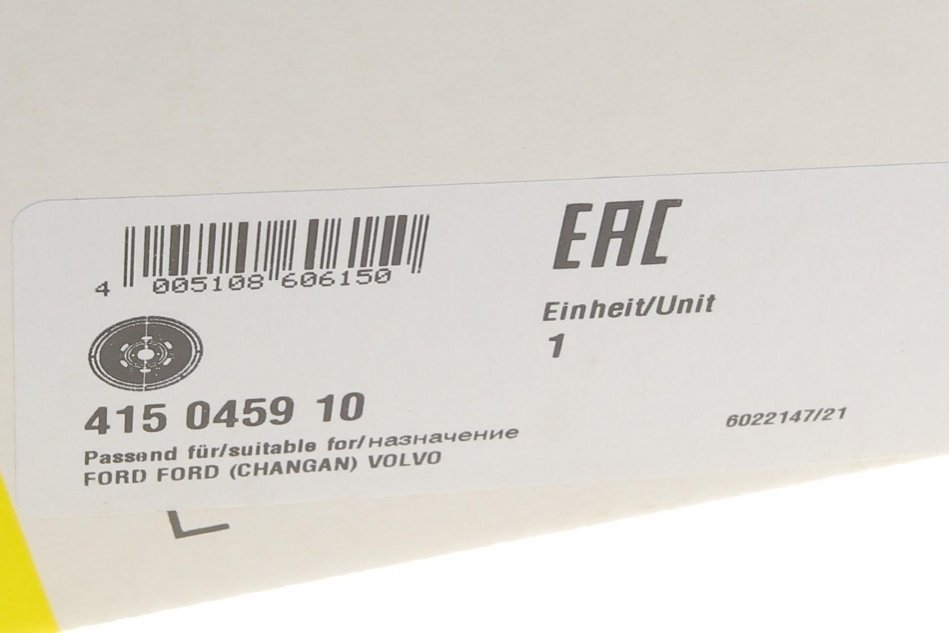 4 005108 606150
EAC
Einheit/Unit
1
415 0459 10
Passend für/suitable for/назначение
FORD FORD (CHANGAN) VOLVO
6022147/21